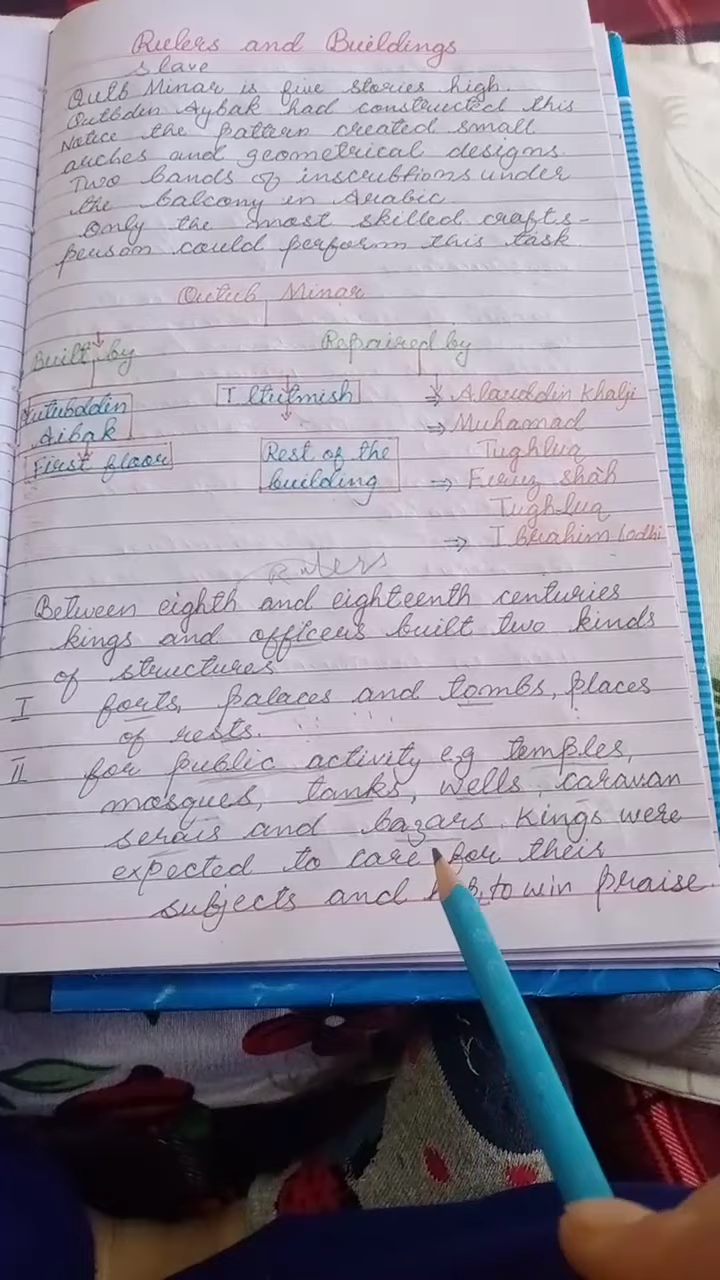 Rulers and Buildings
slave
Qutb Minar is five stories high.
Qutbdin Aybak had constructed this
Notice the pattern created small
arches and geometrical designs.
Two bands of inscrubtions under
the balcony in Arabic.
Only the most skilled crafts-
person could perform this task.
Qutub Minar
Built by
Repaired by
Qutubddin
Aibak
First floor
Iltutmish
Rest of the
building
→ Alauddin Khalji
→ Muhamad
Tughluq
→ Firuz shah
Tughluq
→ Ibrahim lodhi
Rulers
Between eighth and eighteenth centuries
kings and officers built two kinds
of structures
I forts, palaces and tombs, places
of rests.
II for public activity e.g temples,
mosques, tanks, wells, caravan
serais and bazars. Kings were
expected to care for their
subjects and to win praise